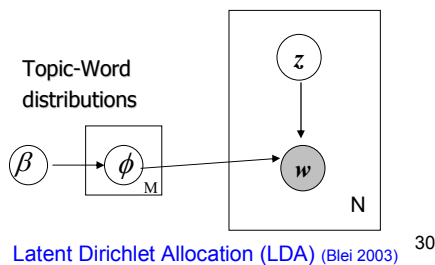 z
Topic-Word
distributions
β
ϕ
M
w
N
Latent Dirichlet Allocation (LDA) (Blei 2003)
30